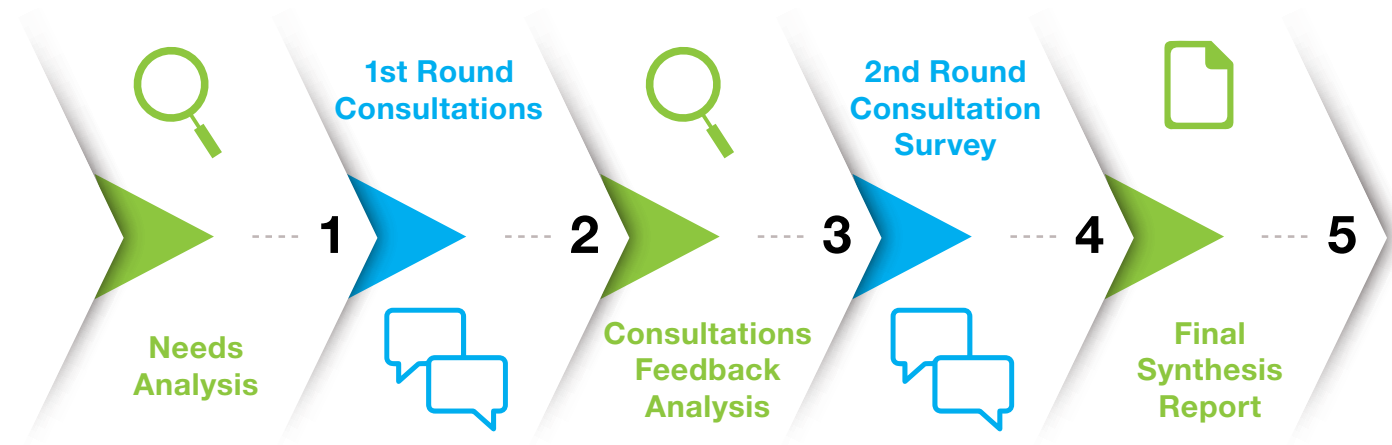 Needs
Analysis
1
1st Round
Consultations
2
Consultations
Feedback
Analysis
3
2nd Round
Consultation
Survey
4
Final
Synthesis
Report
5